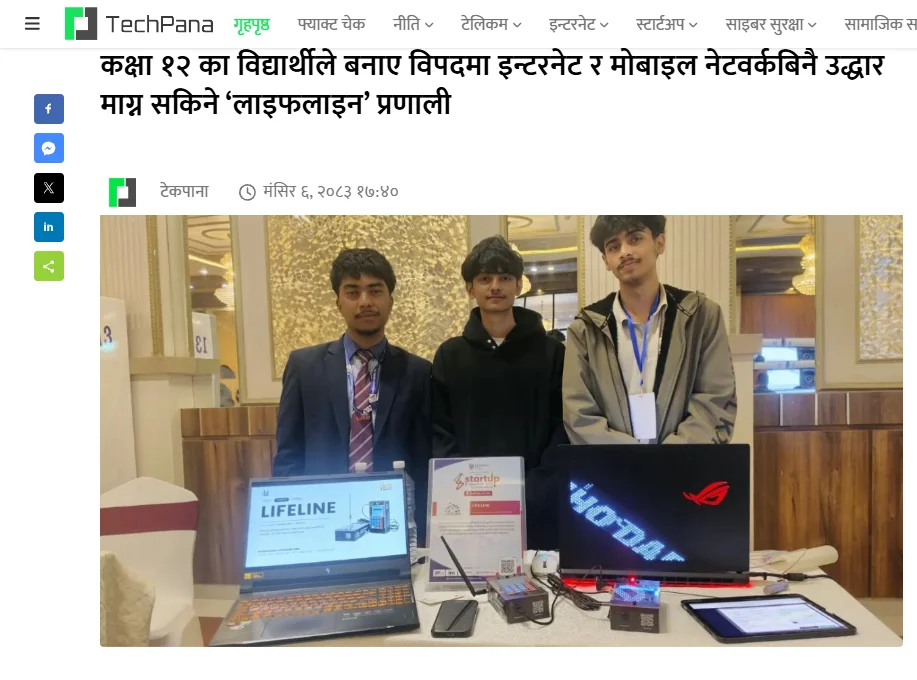 TechPana
गृहपृष्ठ फ्याक्ट चेक नीति टेलिकम इन्टरनेट स्टार्टअप साइबर सुरक्षा सामाजिक
कक्षा १२ का विद्यार्थीले बनाए विपदमा इन्टरनेट र मोबाइल नेटवर्कबिनै उद्धार
माग्न सकिने ‘लाइफलाइन’ प्रणाली
टेकपाना मंसिर ६, २०८३ १७:४०
13
startup
LIFELINE